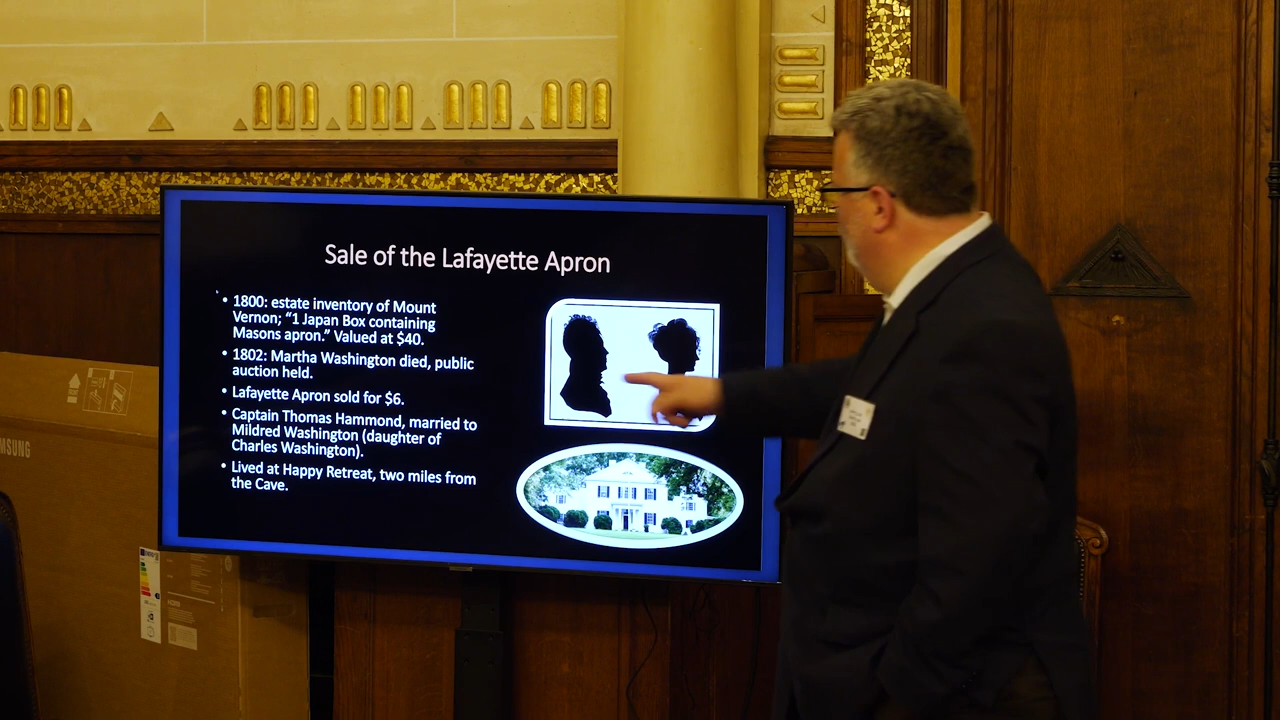 Sale of the Lafayette Apron
• 1800: estate inventory of Mount
Vernon; “1 Japan Box containing
Masons apron.” Valued at $40.
• 1802: Martha Washington died, public
auction held.
• Lafayette Apron sold for $6.
• Captain Thomas Hammond, married to
Mildred Washington (daughter of
Charles Washington).
• Lived at Happy Retreat, two miles from
the Cave.
SAMSUNG